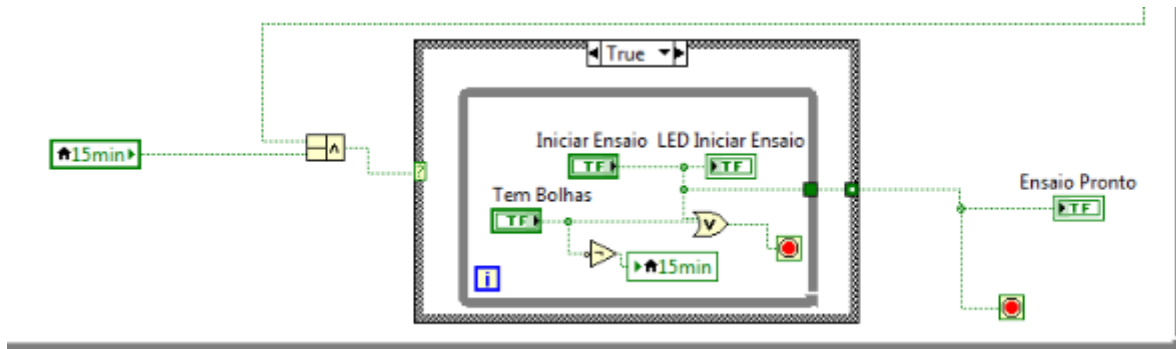 True
Iniciar Ensaio LED Iniciar Ensaio
15min
TF TF
Ensaio Pronto
Tem Bolhas
TF
TF
15min
i